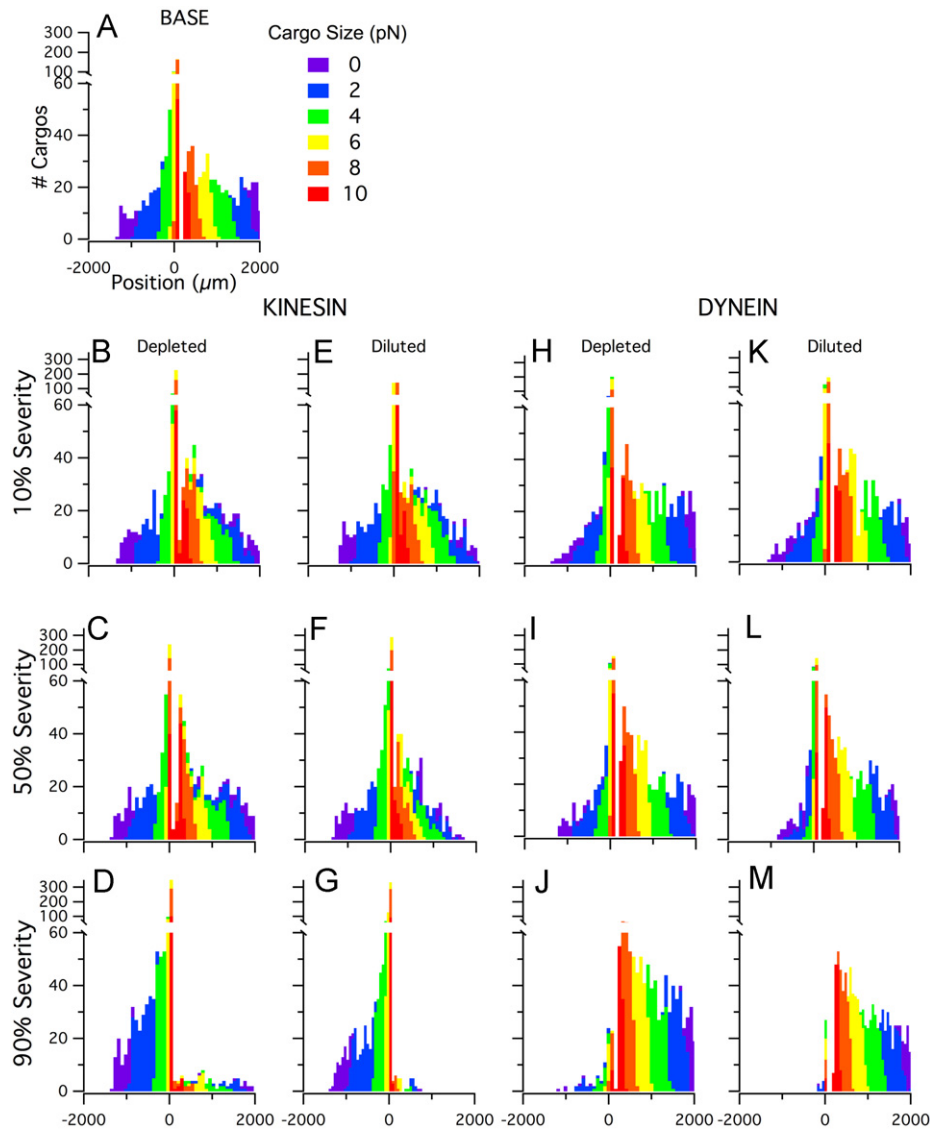 A BASE
Cargo Size (pN)
0
2
4
6
8
10
300
200
100
60
40
20
0
# Cargos
-2000 0 2000
Position (µm)
KINESIN DYNEIN
B Depleted E Diluted H Depleted K Diluted
10% Severity
300
200
100
60
40
20
0
C F I L
50% Severity
300
200
100
60
40
20
0
D G J M
90% Severity
300
200
100
60
40
20
0
-2000 0 2000 0 2000 -2000 0 2000 0 2000